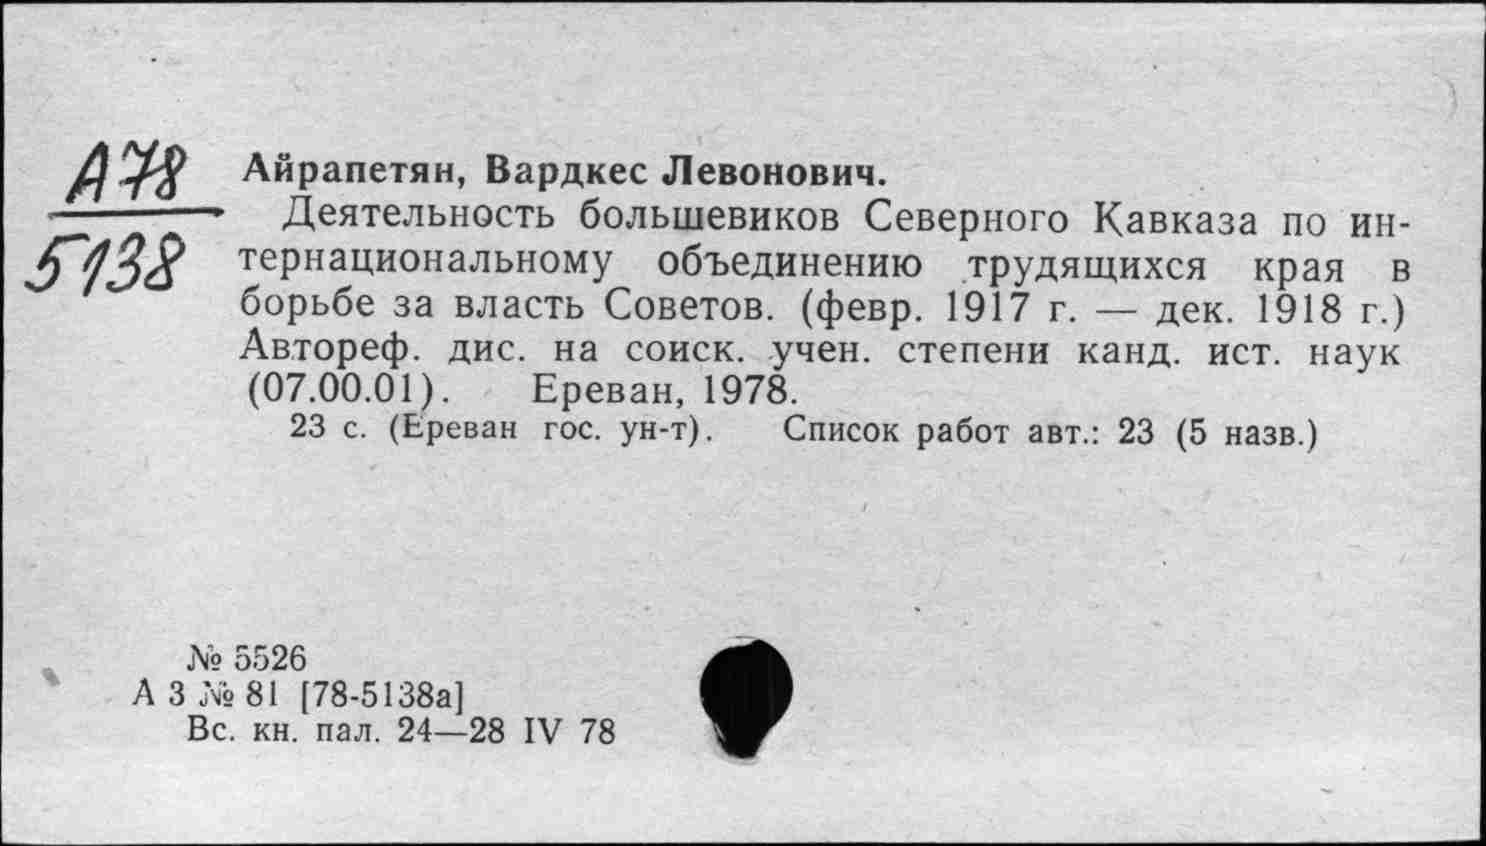 А78
5138
Айрапетян, Вардкес Левонович.
Деятельность большевиков Северного Кавказа по ин-
тернациональному объединению трудящихся края в
борьбе за власть Советов. (февр. 1917 г. — дек. 1918 г.)
Автореф. дис. на соиск. учен. степени канд. ист. наук
(07.00.01). Ереван, 1978.
23 с. (Ереван гос. ун-т). Список работ авт.: 23 (5 назв.)
№ 5526
А 3 № 81 [78-5138а]
Вс. кн. пал. 24—28 IV 78